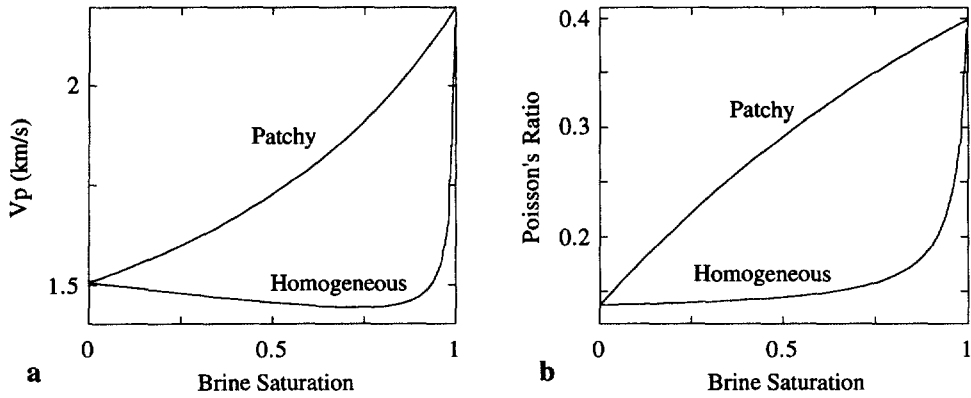 2
1.5
Vp (km/s)
Patchy
Homogeneous
0
0.5
1
Brine Saturation
a
0.4
0.3
0.2
Poisson's Ratio
Patchy
Homogeneous
0
0.5
1
Brine Saturation
b